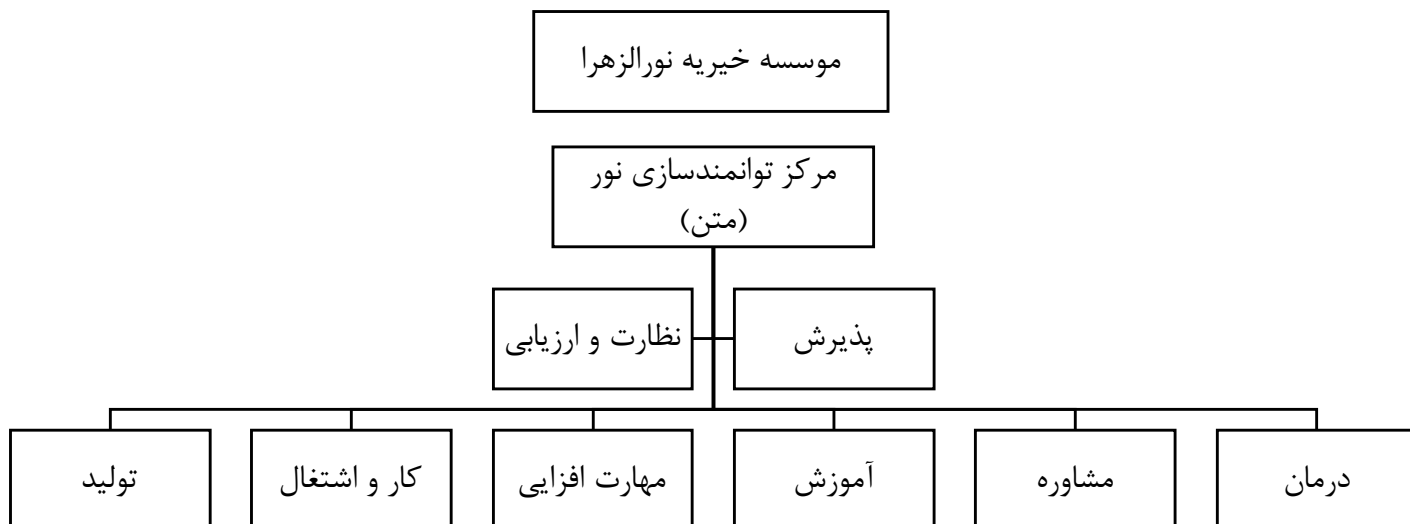 موسسه خیریه نورالزهرا
مرکز توانمندسازی نور
(متن)
پذیرش
نظارت و ارزیابی
درمان
مشاوره
آموزش
مهارت افزایی
کار و اشتغال
تولید